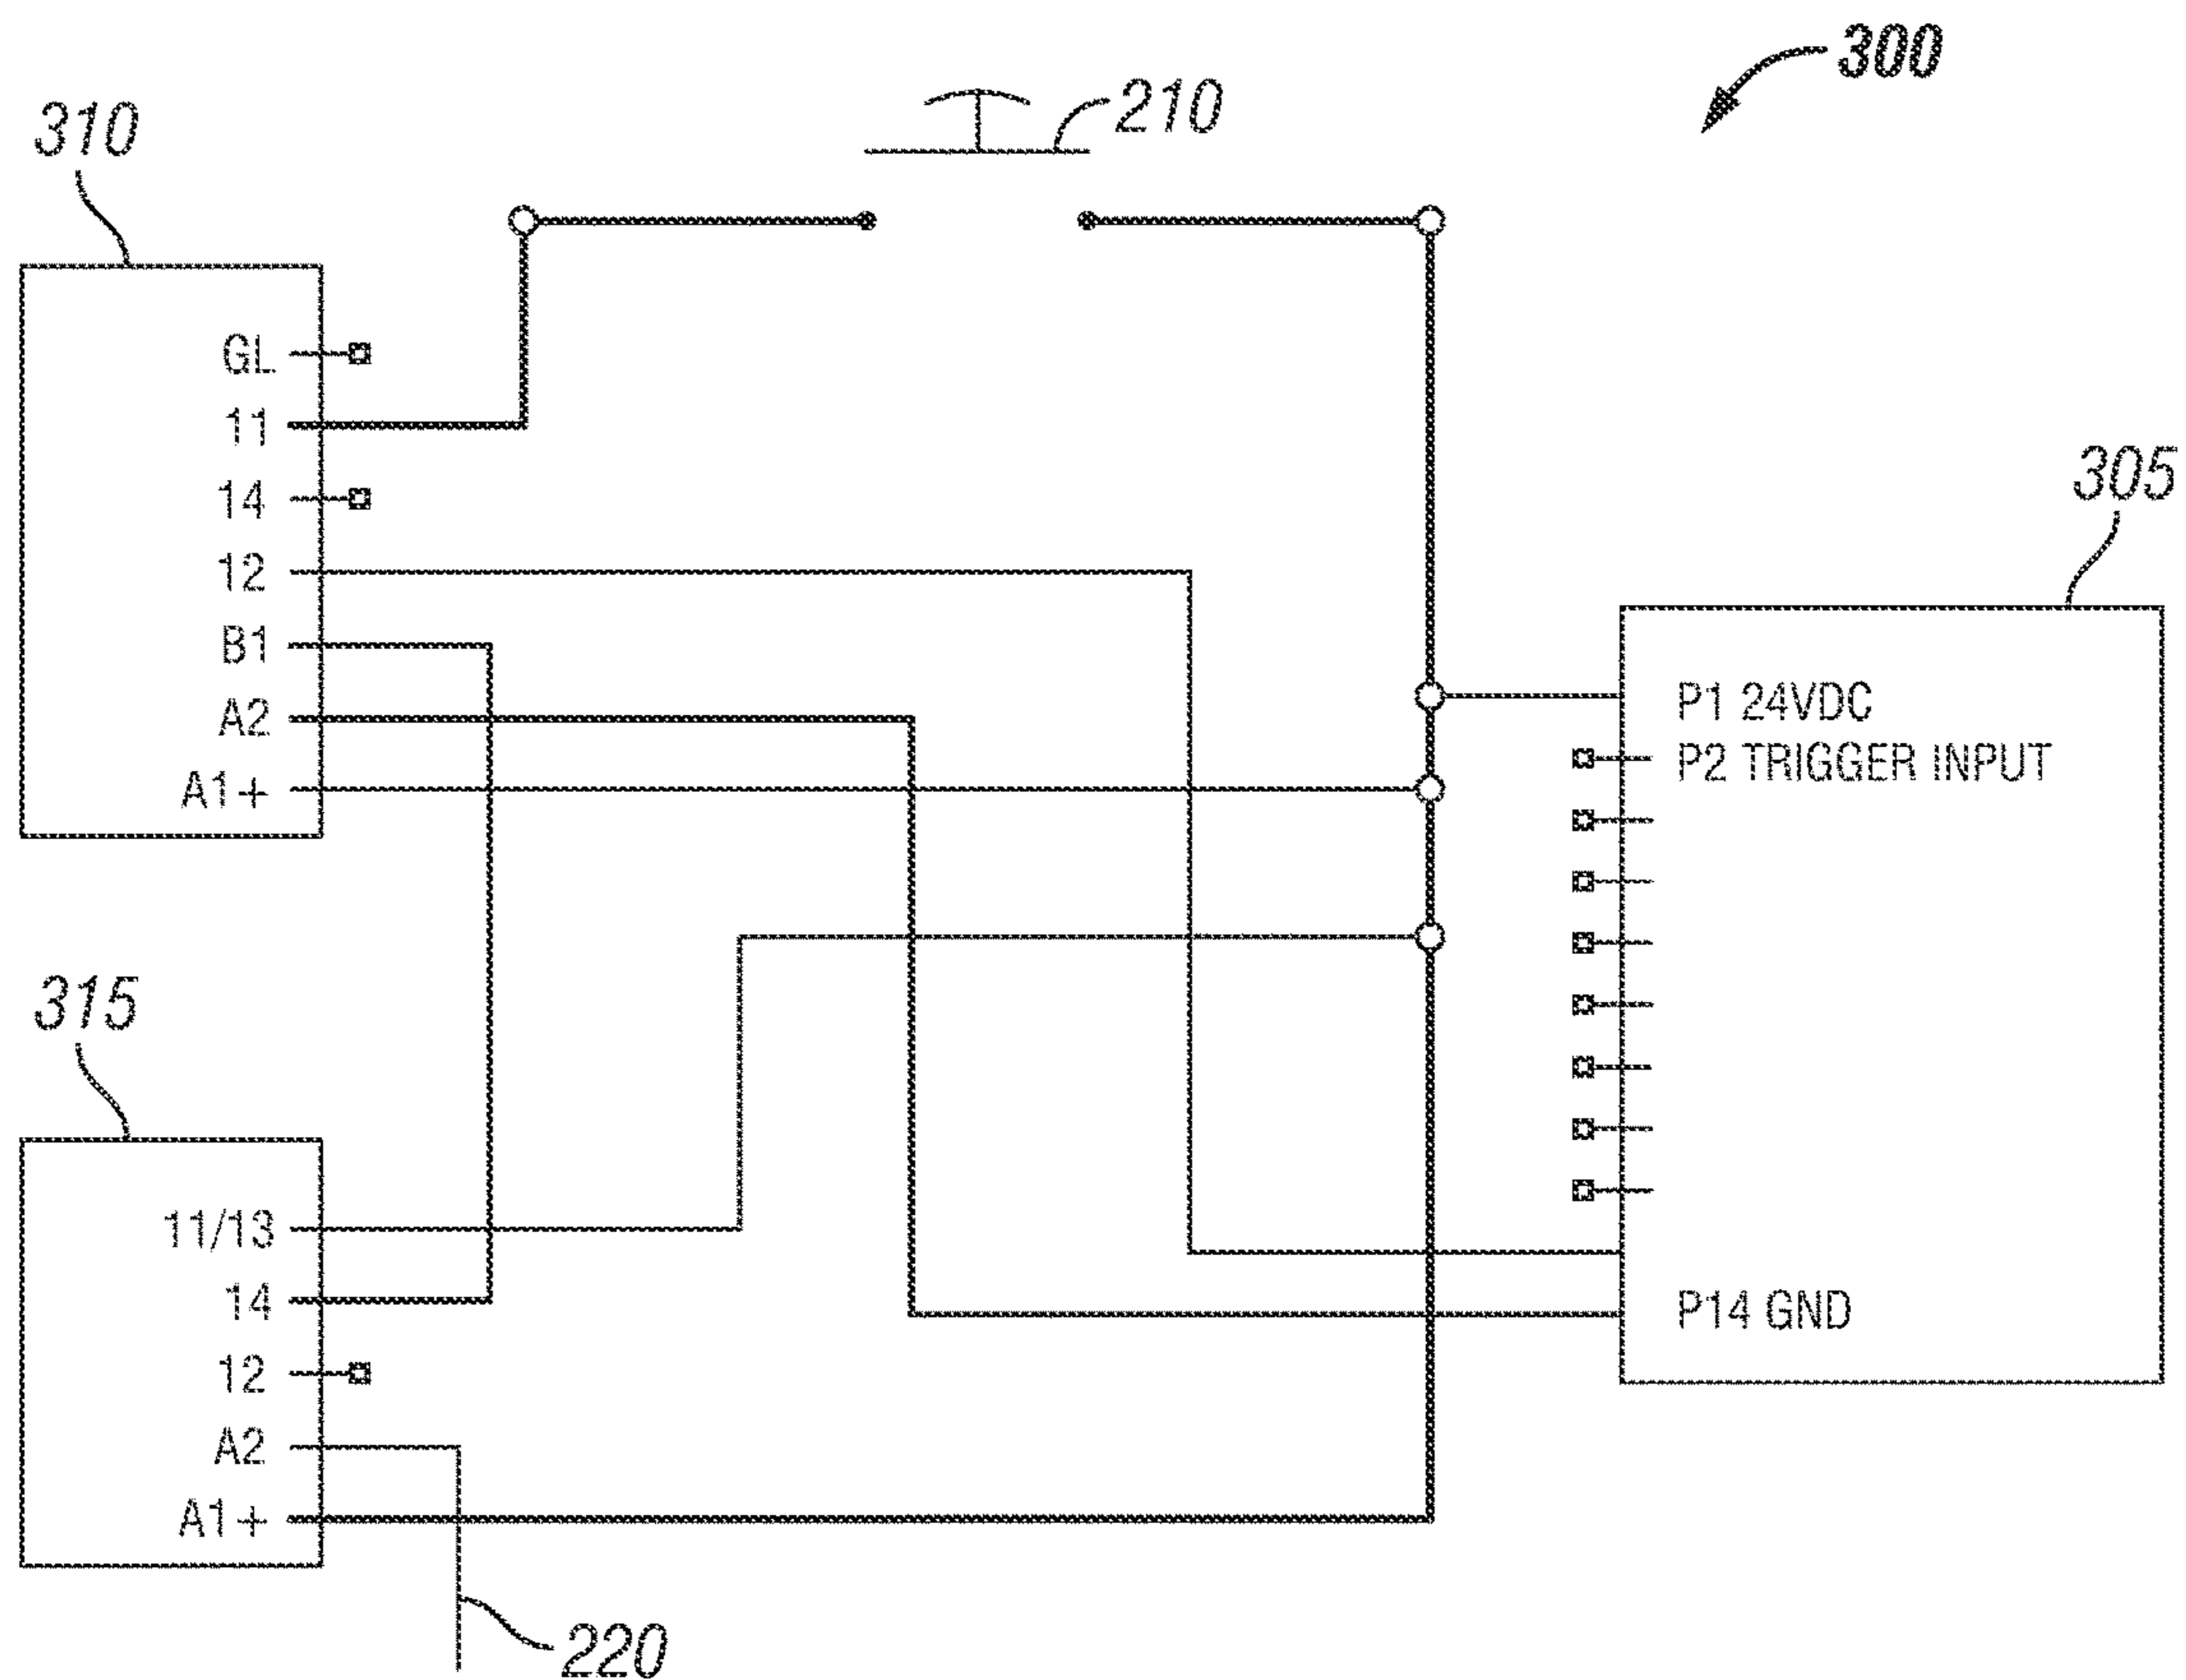 300
210
310
GL
11
14
12
B1
A2
A1+
305
P1 24VDC
P2 TRIGGER INPUT
P14 GND
315
11/13
14
12
A2
A1+
220